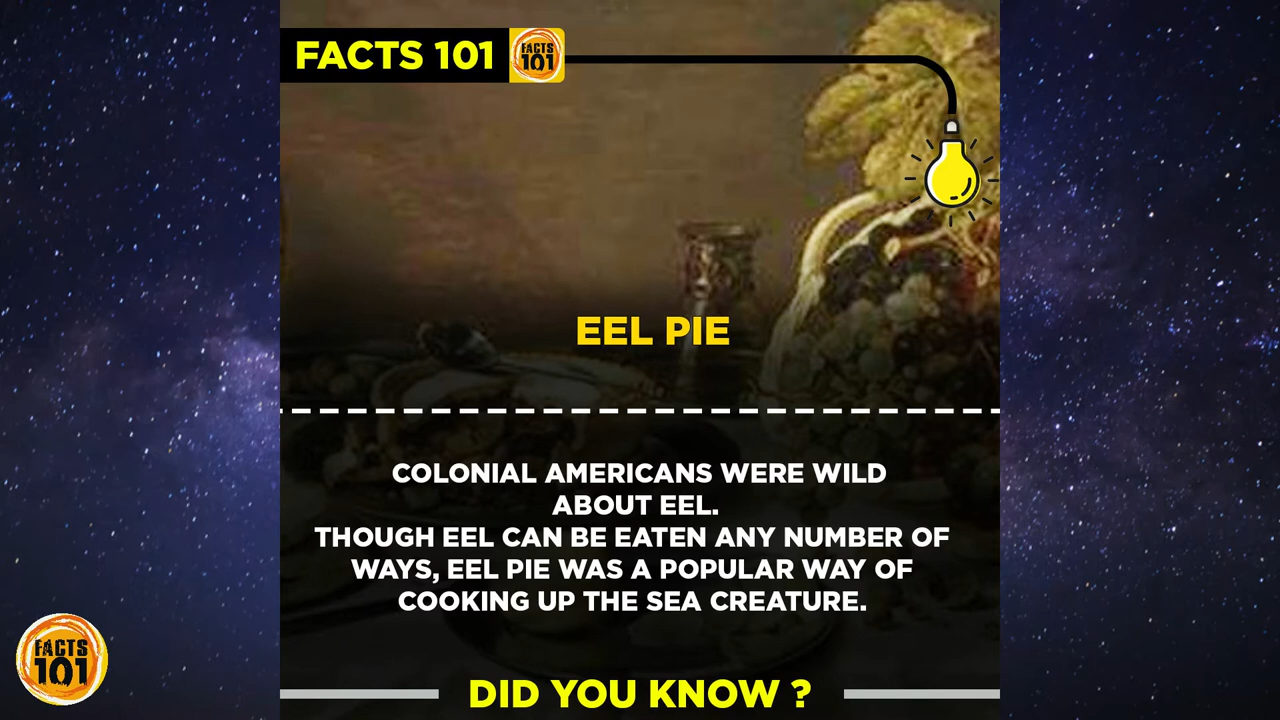 FACTS 101
FACTS
101
EEL PIE
COLONIAL AMERICANS WERE WILD
ABOUT EEL.
THOUGH EEL CAN BE EATEN ANY NUMBER OF
WAYS, EEL PIE WAS A POPULAR WAY OF
COOKING UP THE SEA CREATURE.
FACTS
101
DID YOU KNOW ?